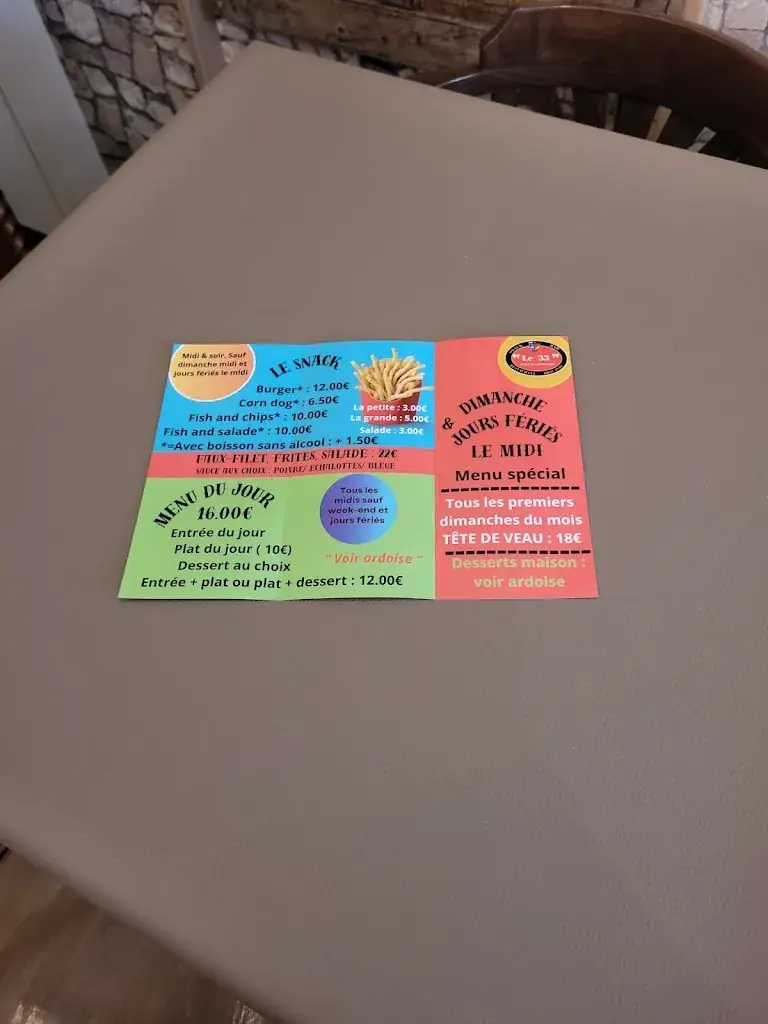 Midi & soir. Sauf
dimanche midi et
jours fériés le midi
LE SNACK
Burger* : 12.00€
Corn dog* : 6.50€
Fish and chips* : 10.00€
Fish and salade* : 10.00€
*=Avec boisson sans alcool : + 1.50€
La petite : 3.00€
La grande : 5.00€
Salade : 3.00€
FAUX-FILET, FRITES, SALADE : 22€
SAUCE AUX CHOIX : POIVRE/ ECHALOTTES/ BLEUE
MENU DU JOUR
16.00€
Entrée du jour
Plat du jour ( 10€)
Dessert au choix
Entrée + plat ou plat + dessert : 12.00€
Tous les
midis sauf
week-end et
jours fériés
" Voir ardoise "
" Le 33 "
DIMANCHE
& JOURS FÉRIÉS
LE MIDI
Menu spécial
Tous les premiers
dimanches du mois
TÊTE DE VEAU : 18€
Desserts maison :
voir ardoise